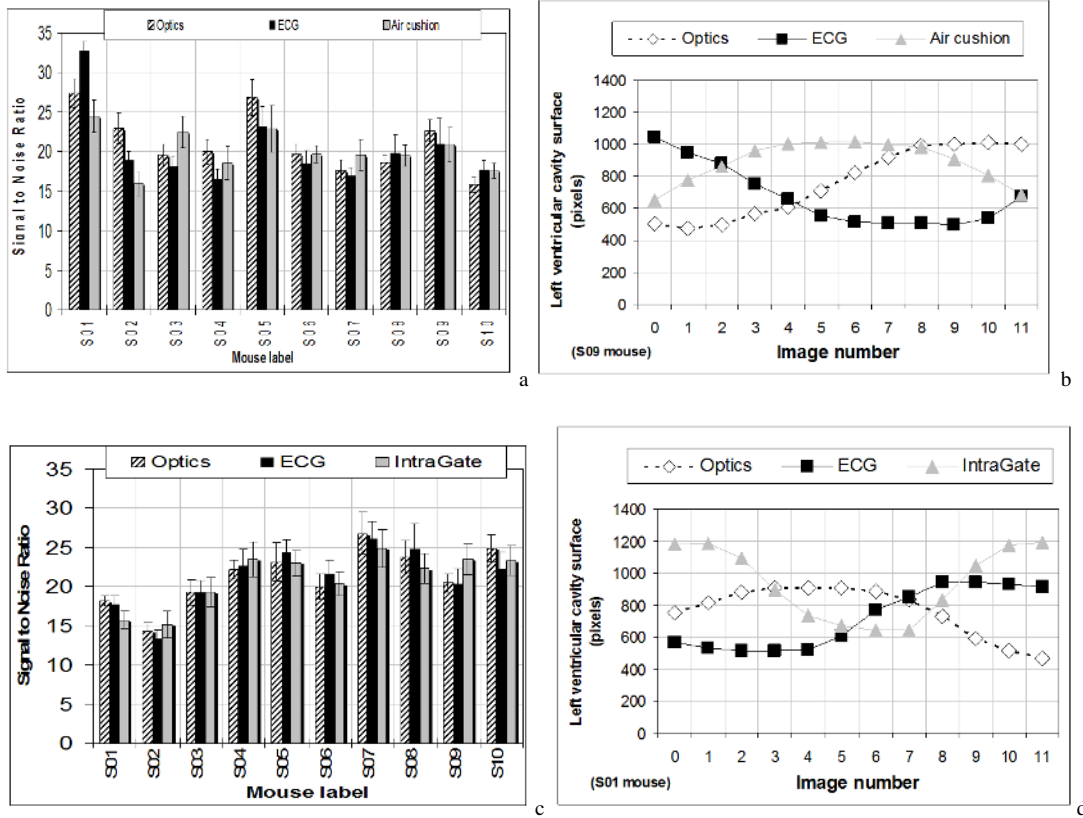 Optics ECG Air cushion
35
30
25
20
15
10
5
0
Signal to Noise Ratio
S01 S02 S03 S04 S05 S06 S07 S08 S09 S10
Mouse label
a
Optics ECG Air cushion
1400
1200
1000
800
600
400
200
0
Left ventricular cavity surface
(pixels)
0 1 2 3 4 5 6 7 8 9 10 11
(S09 mouse) Image number
b
Optics ECG IntraGate
35
30
25
20
15
10
5
0
Signal to Noise Ratio
S01 S02 S03 S04 S05 S06 S07 S08 S09 S10
Mouse label
c
Optics ECG IntraGate
1400
1200
1000
800
600
400
200
0
Left ventricular cavity surface
(pixels)
0 1 2 3 4 5 6 7 8 9 10 11
(S01 mouse) Image number
d